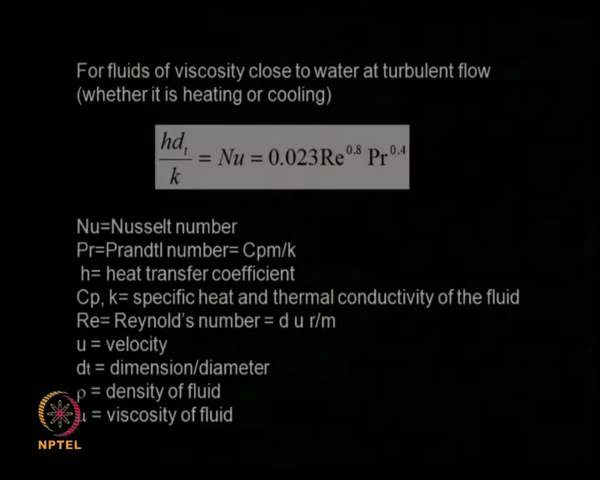 For fluids of viscosity close to water at turbulent flow
(whether it is heating or cooling)
hd_t/k = Nu = 0.023Re^0.8 Pr^0.4
Nu=Nusselt number
Pr=Prandtl number= Cpm/k
h= heat transfer coefficient
Cp, k= specific heat and thermal conductivity of the fluid
Re= Reynold's number = d u r/m
u = velocity
dt = dimension/diameter
ρ = density of fluid
μ = viscosity of fluid
NPTEL